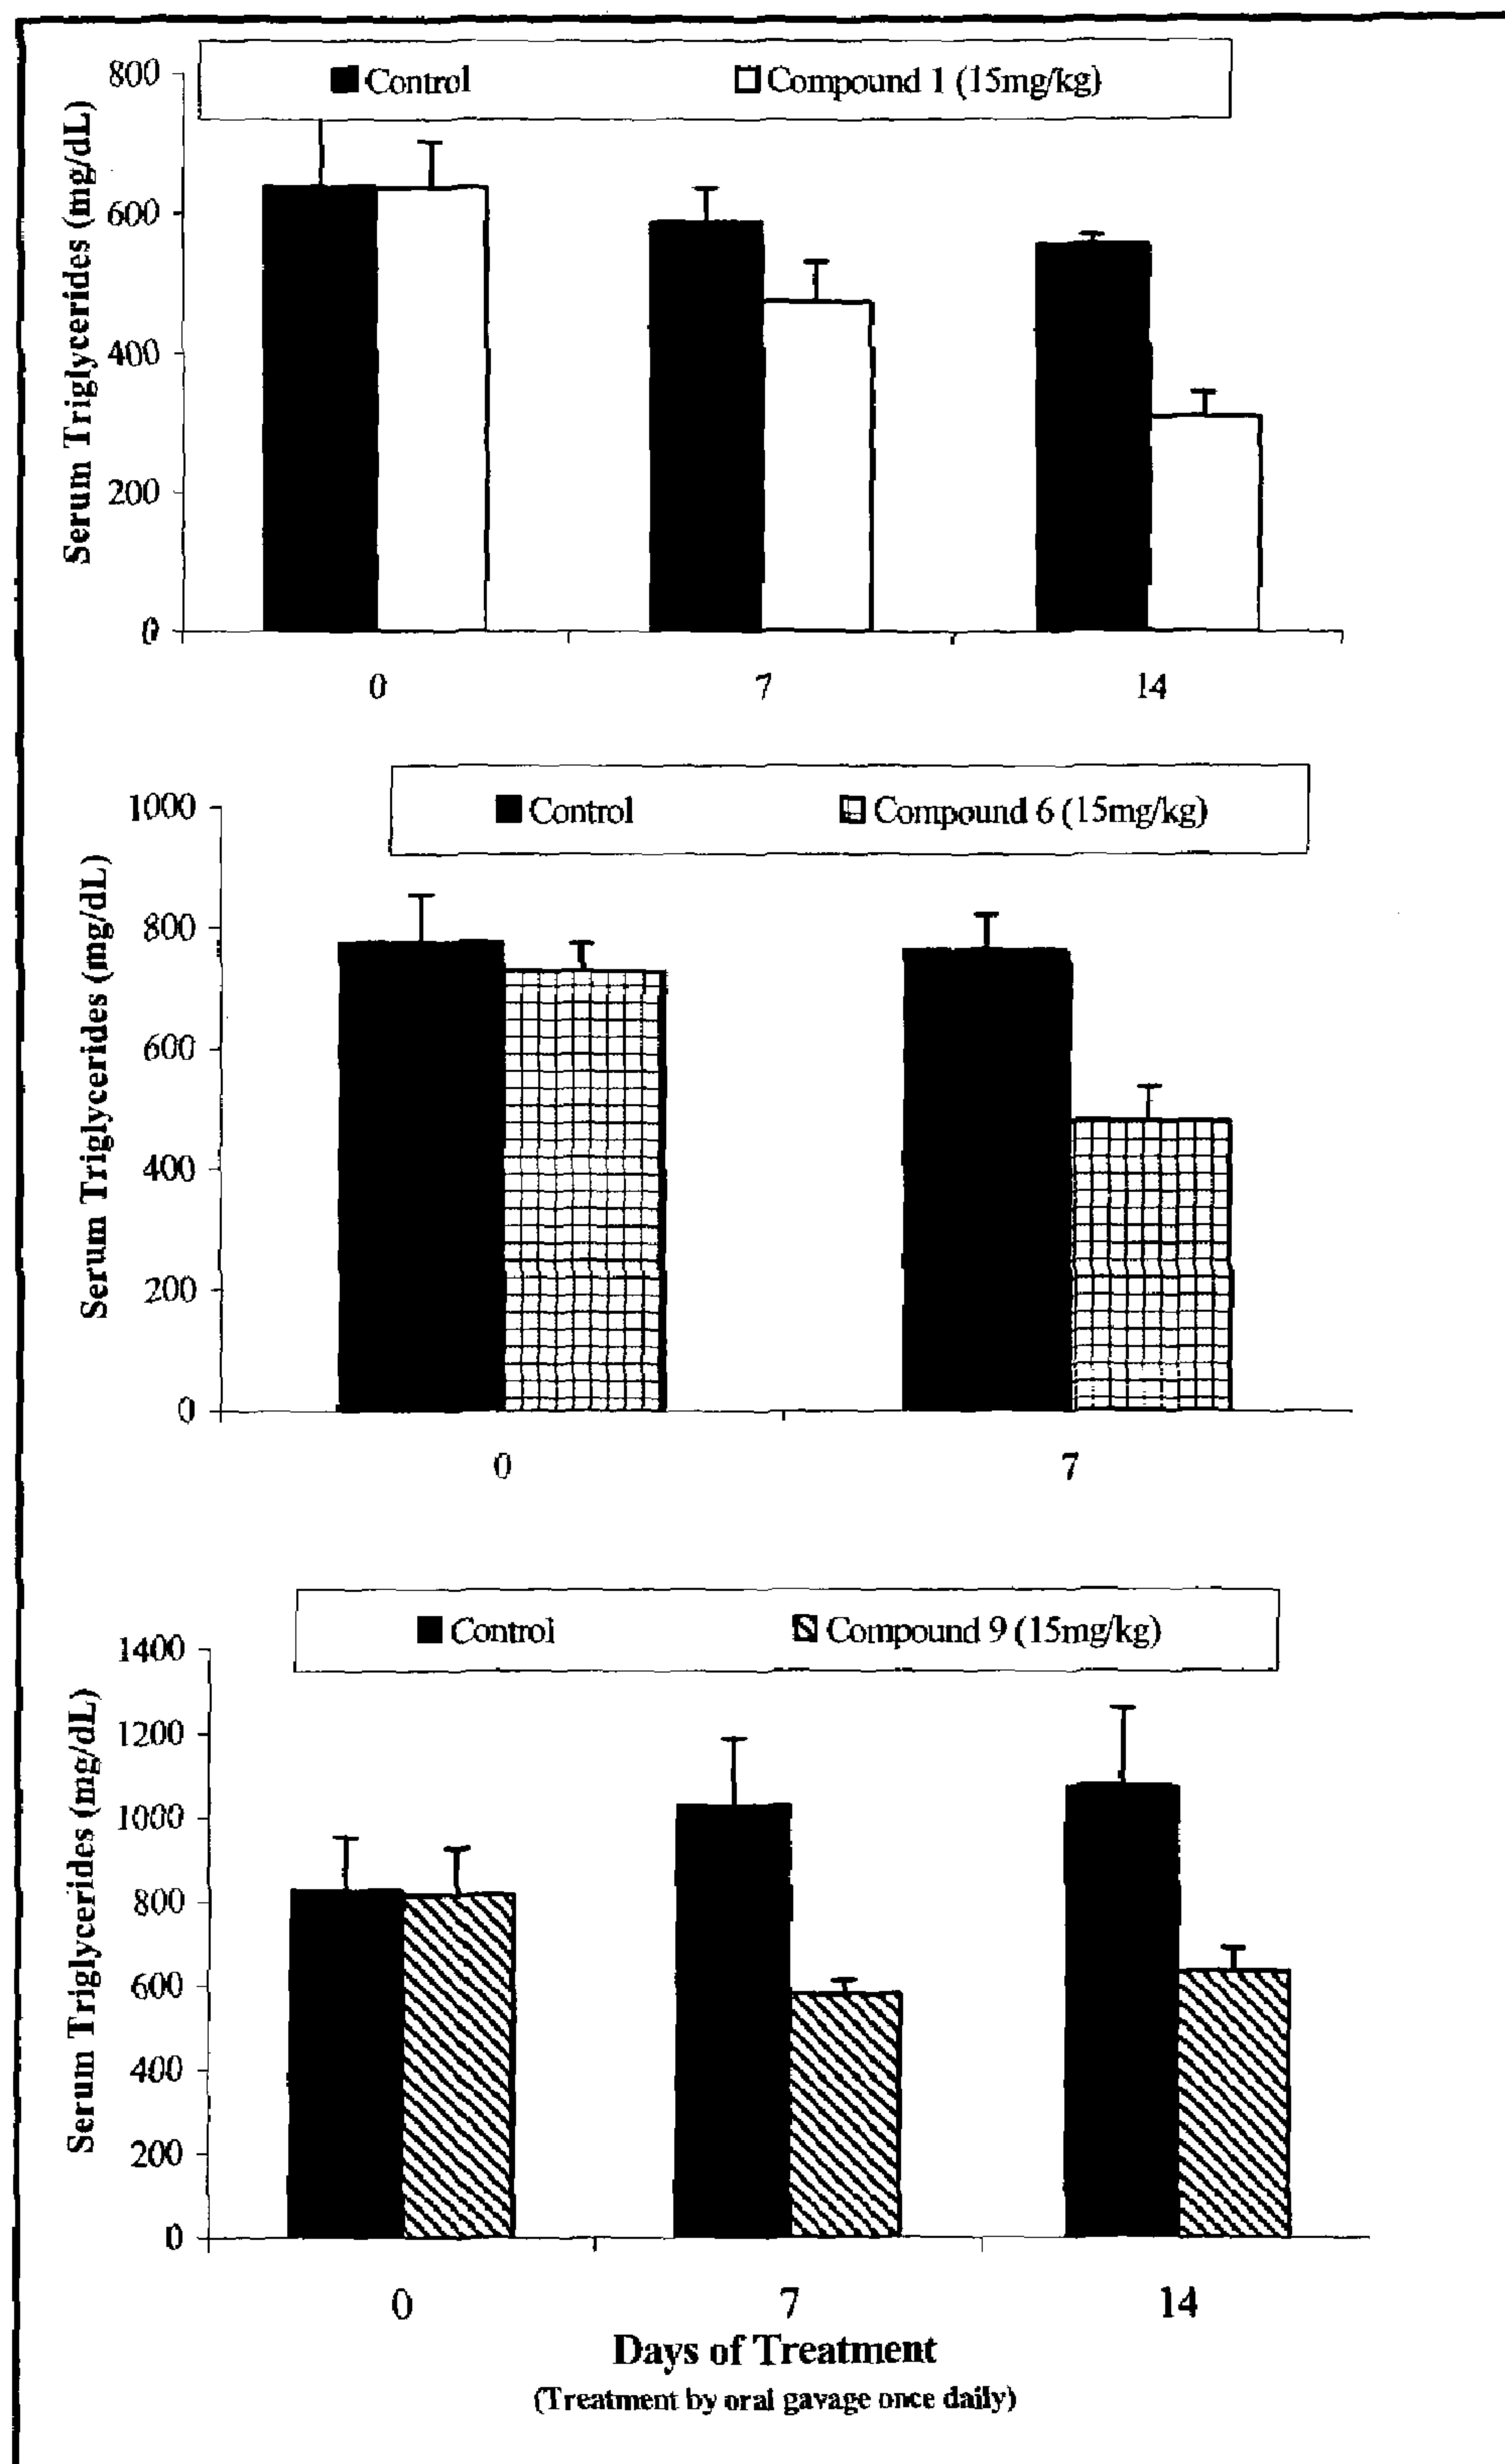 Control Compound 1 (15mg/kg)
Serum Triglycerides (mg/dL)
800
600
400
200
0
0 7 14
Control Compound 6 (15mg/kg)
Serum Triglycerides (mg/dL)
1000
800
600
400
200
0
0 7
Control Compound 9 (15mg/kg)
Serum Triglycerides (mg/dL)
1400
1200
1000
800
600
400
200
0
0 7 14
Days of Treatment
(Treatment by oral gavage once daily)